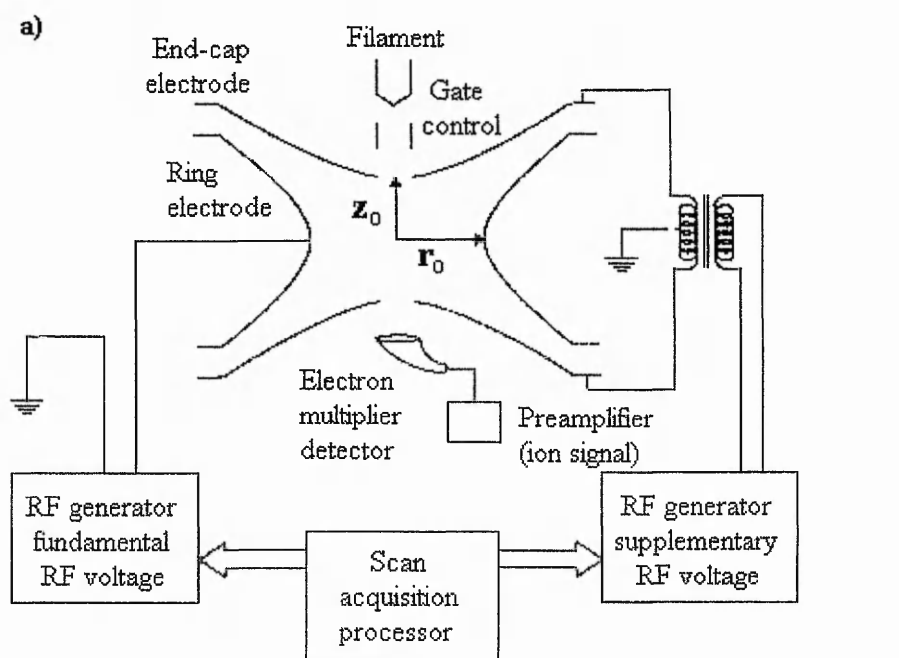 a)
Filament
End-cap
electrode
Gate
control
Ring
electrode
z0
r0
Electron
multiplier
detector
Preamplifier
(ion signal)
RF generator
fundamental
RF voltage
Scan
acquisition
processor
RF generator
supplementary
RF voltage